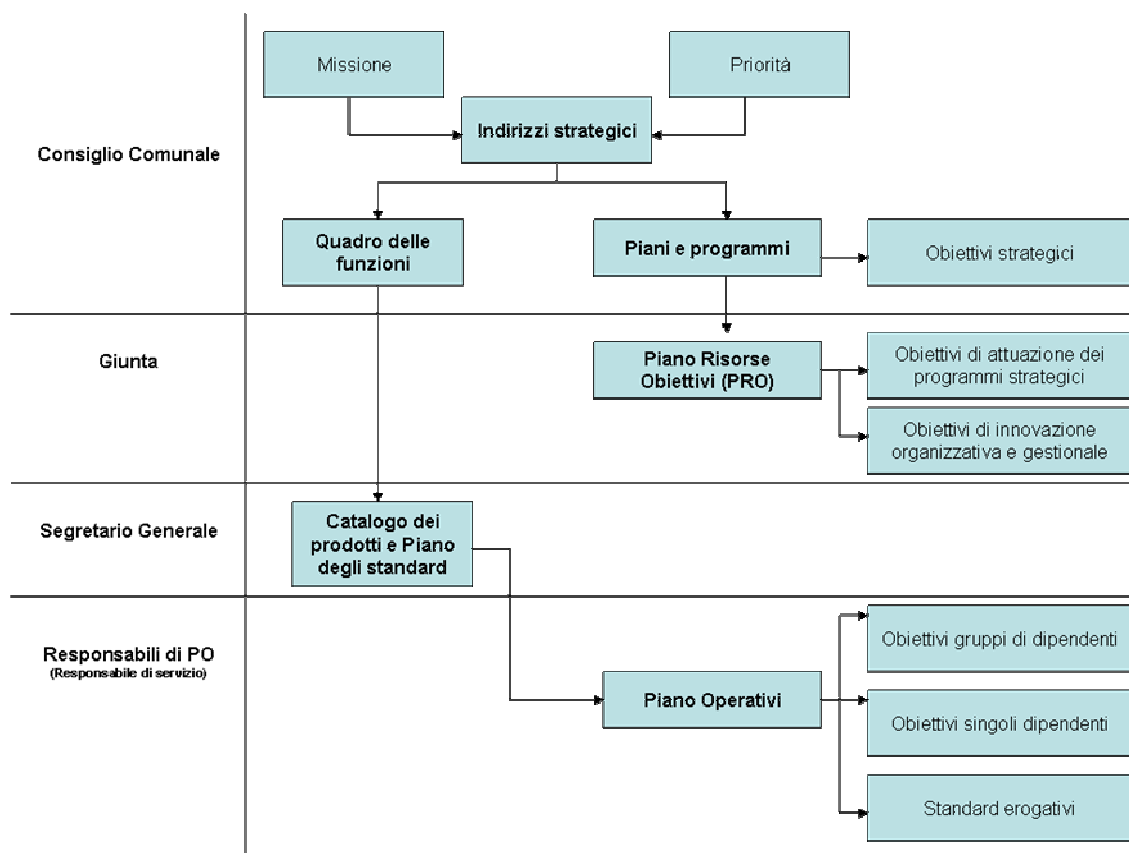 Missione
Priorità
Indirizzi strategici
Consiglio Comunale
Quadro delle
funzioni
Piani e programmi
Obiettivi strategici
Giunta
Piano Risorse
Obiettivi (PRO)
Obiettivi di attuazione dei
programmi strategici
Obiettivi di innovazione
organizzativa e gestionale
Segretario Generale
Catalogo dei
prodotti e Piano
degli standard
Responsabili di PO
(Responsabile di servizio)
Obiettivi gruppi di dipendenti
Piano Operativi
Obiettivi singoli dipendenti
Standard erogativi